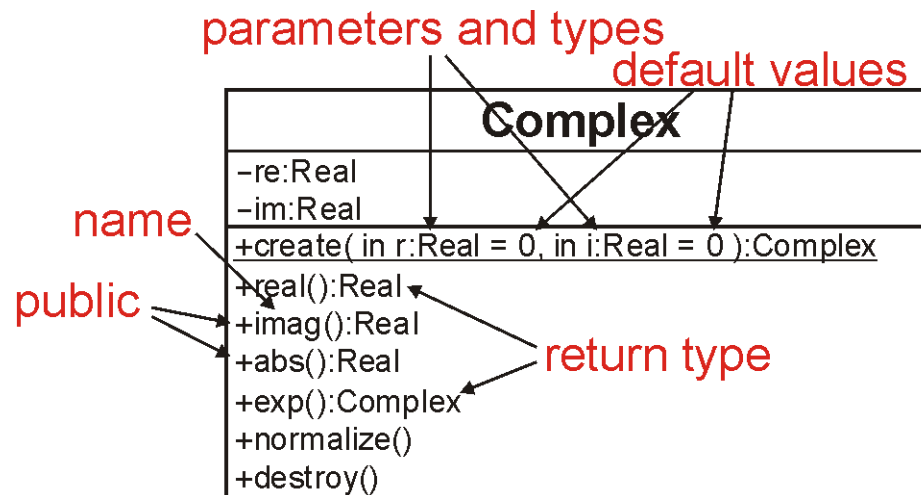 parameters and types
default values
Complex
–re:Real
–im:Real
name
+create( in r:Real = 0, in i:Real = 0 ):Complex
+real():Real
public
+imag():Real
+abs():Real
return type
+exp():Complex
+normalize()
+destroy()